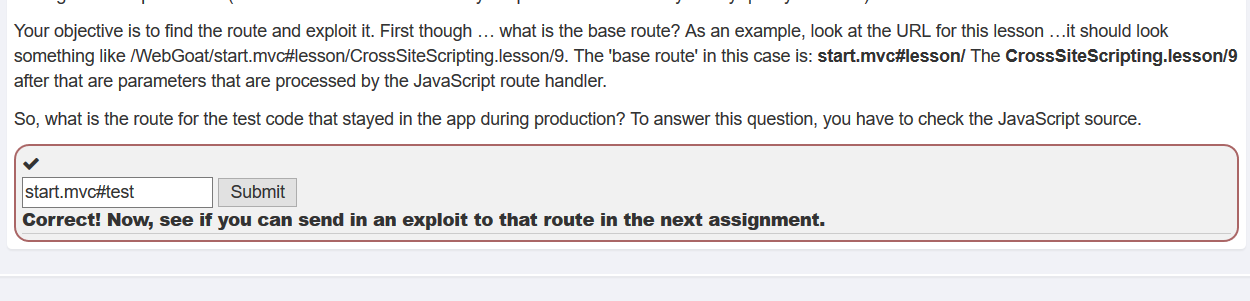 Your objective is to find the route and exploit it. First though … what is the base route? As an example, look at the URL for this lesson …it should look
something like /WebGoat/start.mvc#lesson/CrossSiteScripting.lesson/9. The 'base route' in this case is: start.mvc#lesson/ The CrossSiteScripting.lesson/9
after that are parameters that are processed by the JavaScript route handler.
So, what is the route for the test code that stayed in the app during production? To answer this question, you have to check the JavaScript source.
start.mvc#test Submit
Correct! Now, see if you can send in an exploit to that route in the next assignment.